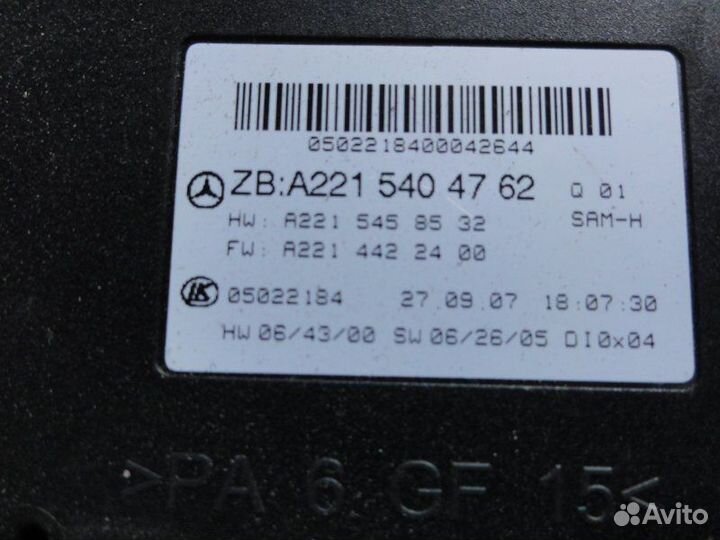 0502218400042644
ZB:A221 540 47 62 Q 01
HW: A221 545 85 32 SAM-H
FW: A221 442 24 00
LK 05022184 27.09.07 18:07:30
HW 06/43/00 SW 06/26/05 DI0x04
>PA 6 GF 15<
Avito